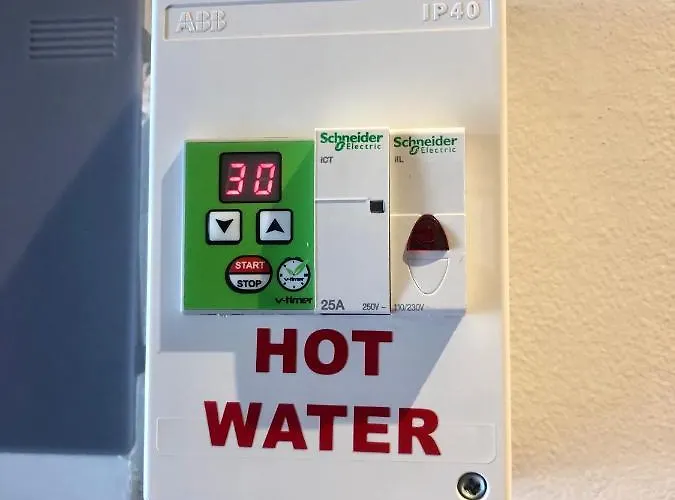 ABB
IP40
30
START
STOP
v-timer
Schneider
Electric
iCT
25A
250V~
Schneider
Electric
iIL
110/230V
HOT
WATER